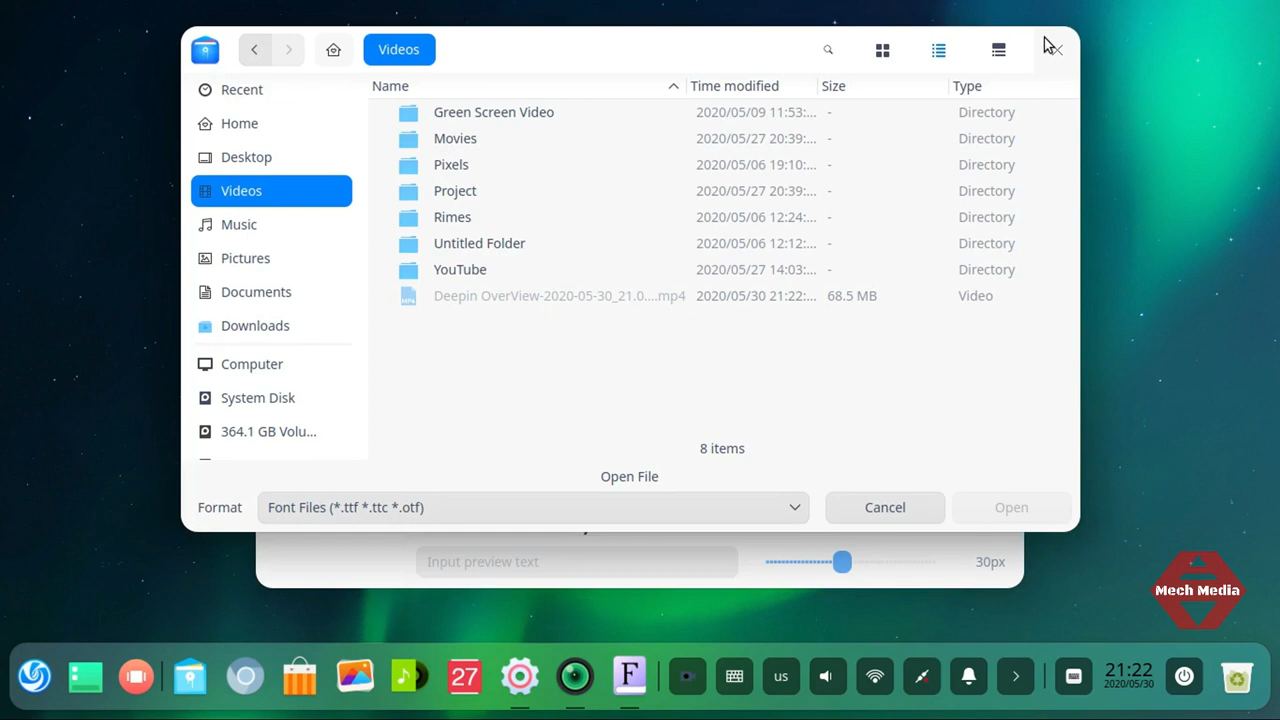 Videos
Name Time modified Size Type
Recent
Home
Desktop
Videos
Music
Pictures
Documents
Downloads
Computer
System Disk
364.1 GB Volu...
Green Screen Video 2020/05/09 11:53:... - Directory
Movies 2020/05/27 20:39:... - Directory
Pixels 2020/05/06 19:10:... - Directory
Project 2020/05/27 20:39:... - Directory
Rimes 2020/05/06 12:24:... - Directory
Untitled Folder 2020/05/06 12:12:... - Directory
YouTube 2020/05/27 14:03:... - Directory
MP4 Deepin OverView-2020-05-30_21.0....mp4 2020/05/30 21:22:... 68.5 MB Video
8 items
Open File
Format Font Files (*.ttf *.ttc *.otf) Cancel Open
Input preview text 30px
Mech Media
27 F us 21:22
2020/05/30